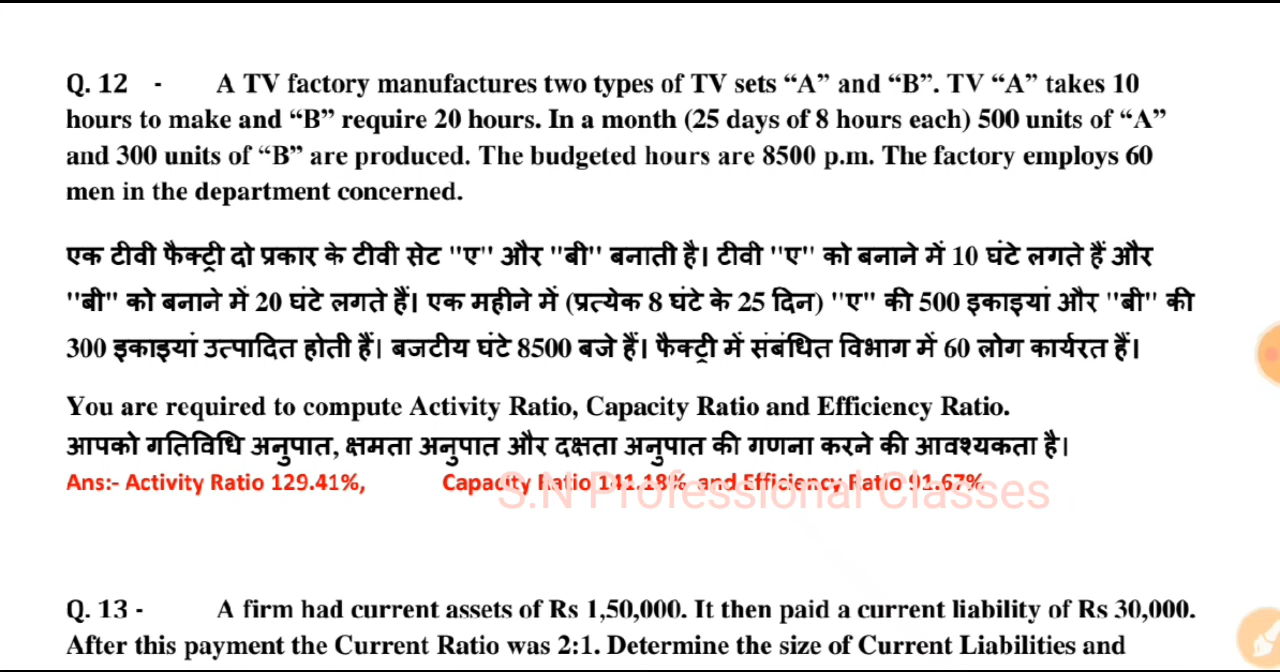 Q. 12 - A TV factory manufactures two types of TV sets “A” and “B”. TV “A” takes 10
hours to make and “B” require 20 hours. In a month (25 days of 8 hours each) 500 units of “A”
and 300 units of “B” are produced. The budgeted hours are 8500 p.m. The factory employs 60
men in the department concerned.
एक टीवी फैक्ट्री दो प्रकार के टीवी सेट "ए" और "बी" बनाती है। टीवी "ए" को बनाने में 10 घंटे लगते हैं और
"बी" को बनाने में 20 घंटे लगते हैं। एक महीने में (प्रत्येक 8 घंटे के 25 दिन) "ए" की 500 इकाइयां और "बी" की
300 इकाइयां उत्पादित होती हैं। बजटीय घंटे 8500 बजे हैं। फैक्ट्री में संबंधित विभाग में 60 लोग कार्यरत हैं।
You are required to compute Activity Ratio, Capacity Ratio and Efficiency Ratio.
आपको गतिविधि अनुपात, क्षमता अनुपात और दक्षता अनुपात की गणना करने की आवश्यकता है।
Ans:- Activity Ratio 129.41%, Capacity Ratio 141.18% and Efficiency Ratio 91.67%
S.N Professional Classes
Q. 13 - A firm had current assets of Rs 1,50,000. It then paid a current liability of Rs 30,000.
After this payment the Current Ratio was 2:1. Determine the size of Current Liabilities and